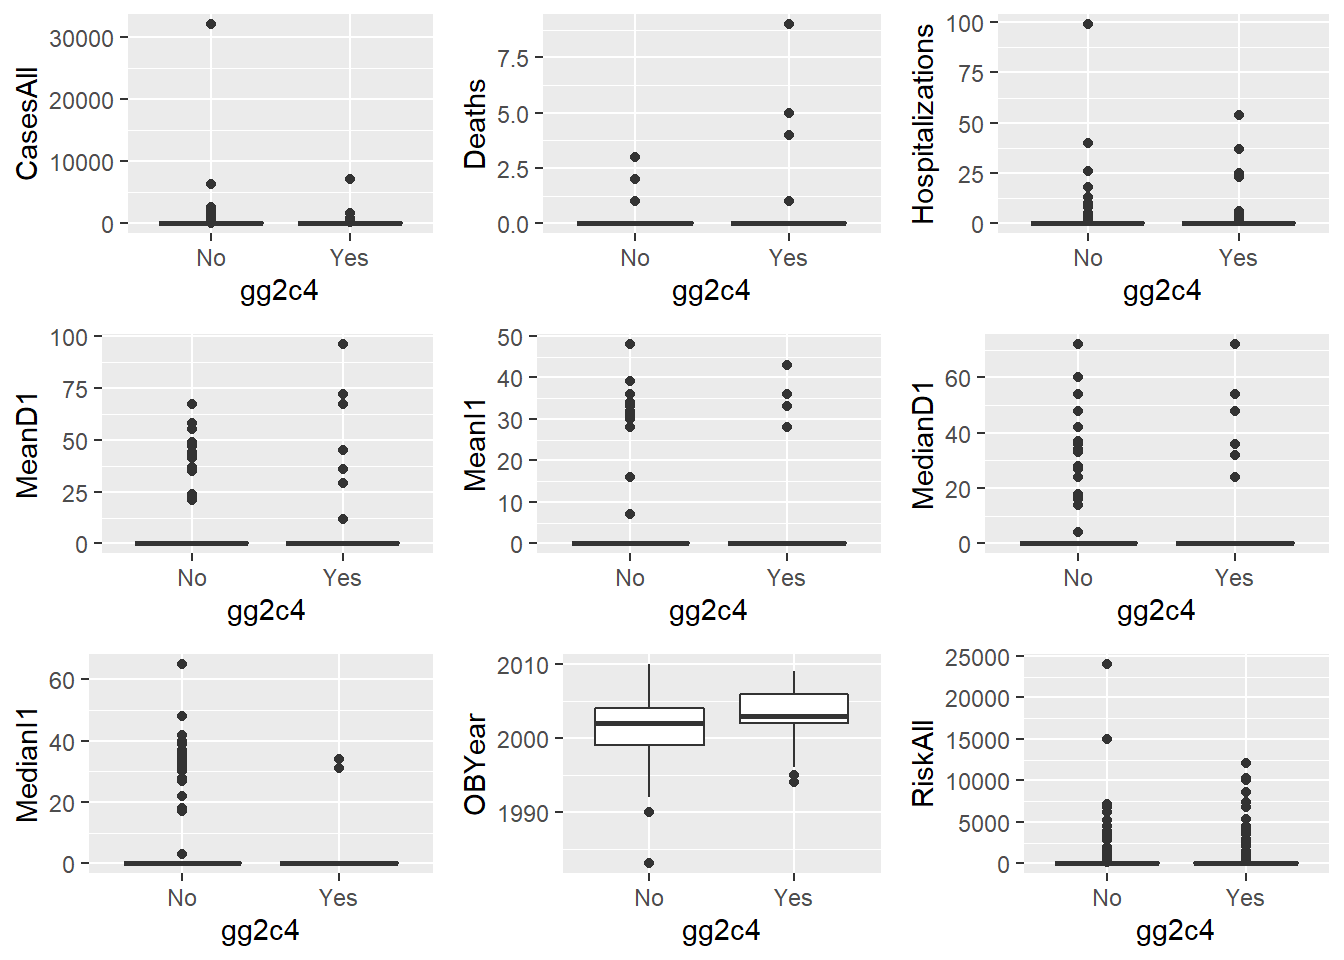 CasesAll
30000
20000
10000
0
No Yes
gg2c4
Deaths
7.5
5.0
2.5
0.0
No Yes
gg2c4
Hospitalizations
100
75
50
25
0
No Yes
gg2c4
MeanD1
100
75
50
25
0
No Yes
gg2c4
MeanI1
50
40
30
20
10
0
No Yes
gg2c4
MedianD1
60
40
20
0
No Yes
gg2c4
MedianI1
60
40
20
0
No Yes
gg2c4
OBYear
2010
2000
1990
No Yes
gg2c4
RiskAll
25000
20000
15000
10000
5000
0
No Yes
gg2c4